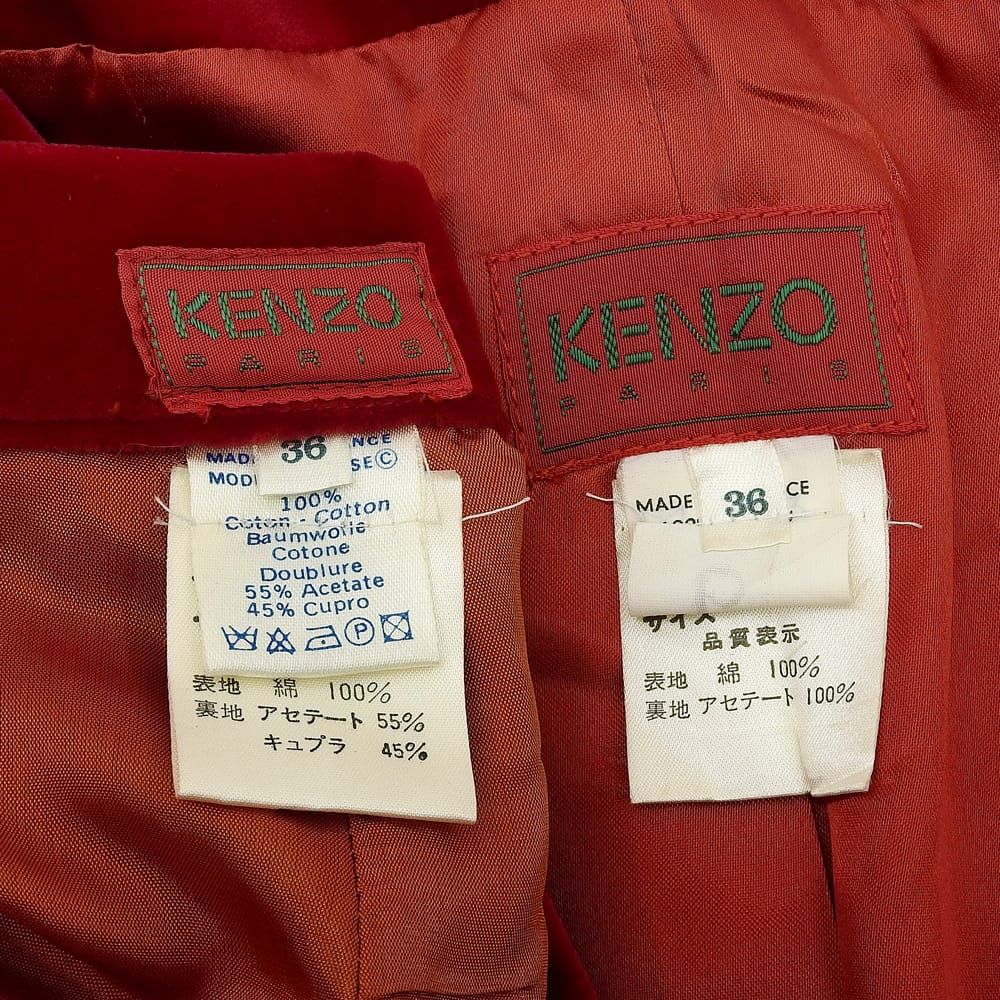 KENZO
PARIS
36
MAD NCE
MOD SE©
100%
Coton - Cotton
Baumwolle
Cotone
Doublure
55% Acetate
45% Cupro
P
表地 綿 100%
裏地 アセテート 55%
キュプラ 45%
KENZO
PARIS
MADE 36 CE
サイズ
品質表示
表地 綿 100%
裏地 アセテート 100%